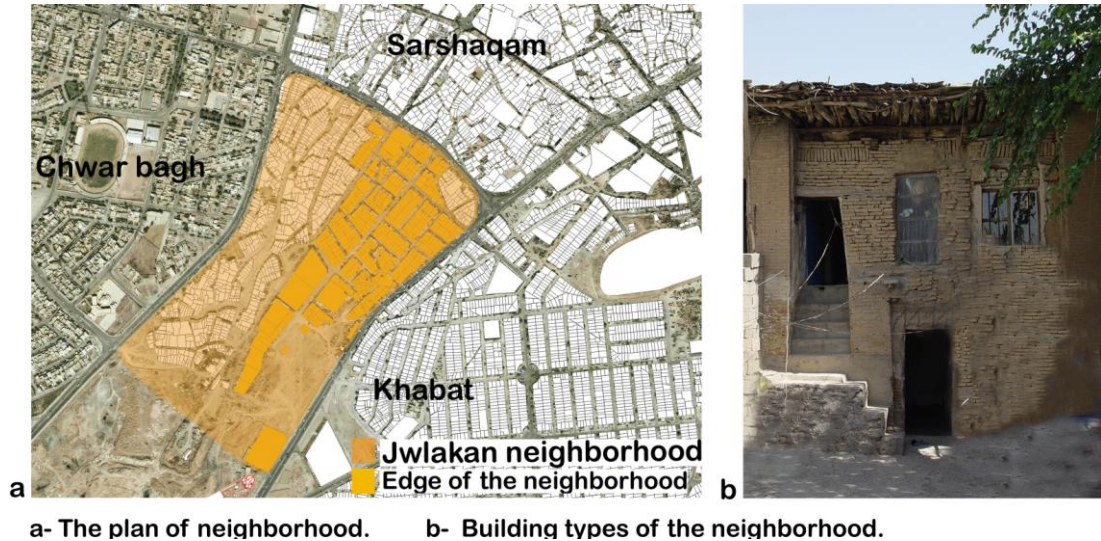 Sarshaqam
Chwar bagh
Khabat
Jwlakan neighborhood
Edge of the neighborhood
a
b
a- The plan of neighborhood.
b- Building types of the neighborhood.